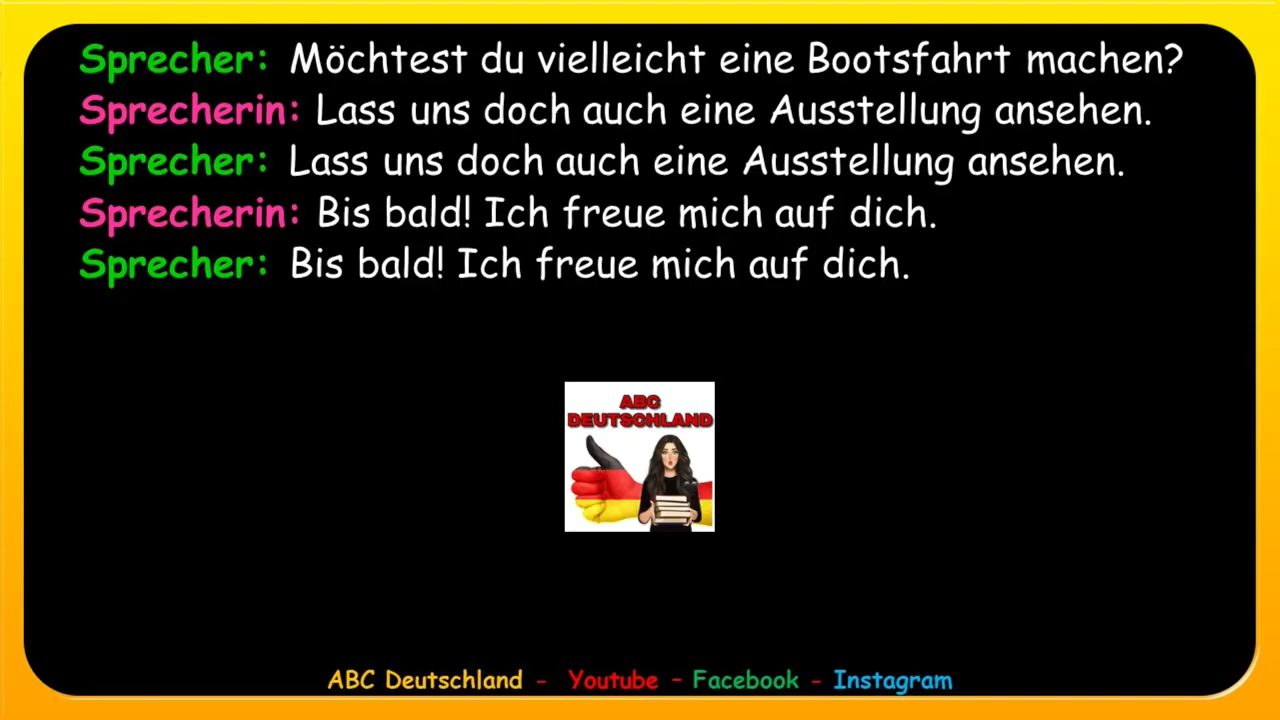 Sprecher: Möchtest du vielleicht eine Bootsfahrt machen?
Sprecherin: Lass uns doch auch eine Ausstellung ansehen.
Sprecher: Lass uns doch auch eine Ausstellung ansehen.
Sprecherin: Bis bald! Ich freue mich auf dich.
Sprecher: Bis bald! Ich freue mich auf dich.
ABC
DEUTSCHLAND
ABC Deutschland - Youtube - Facebook - Instagram